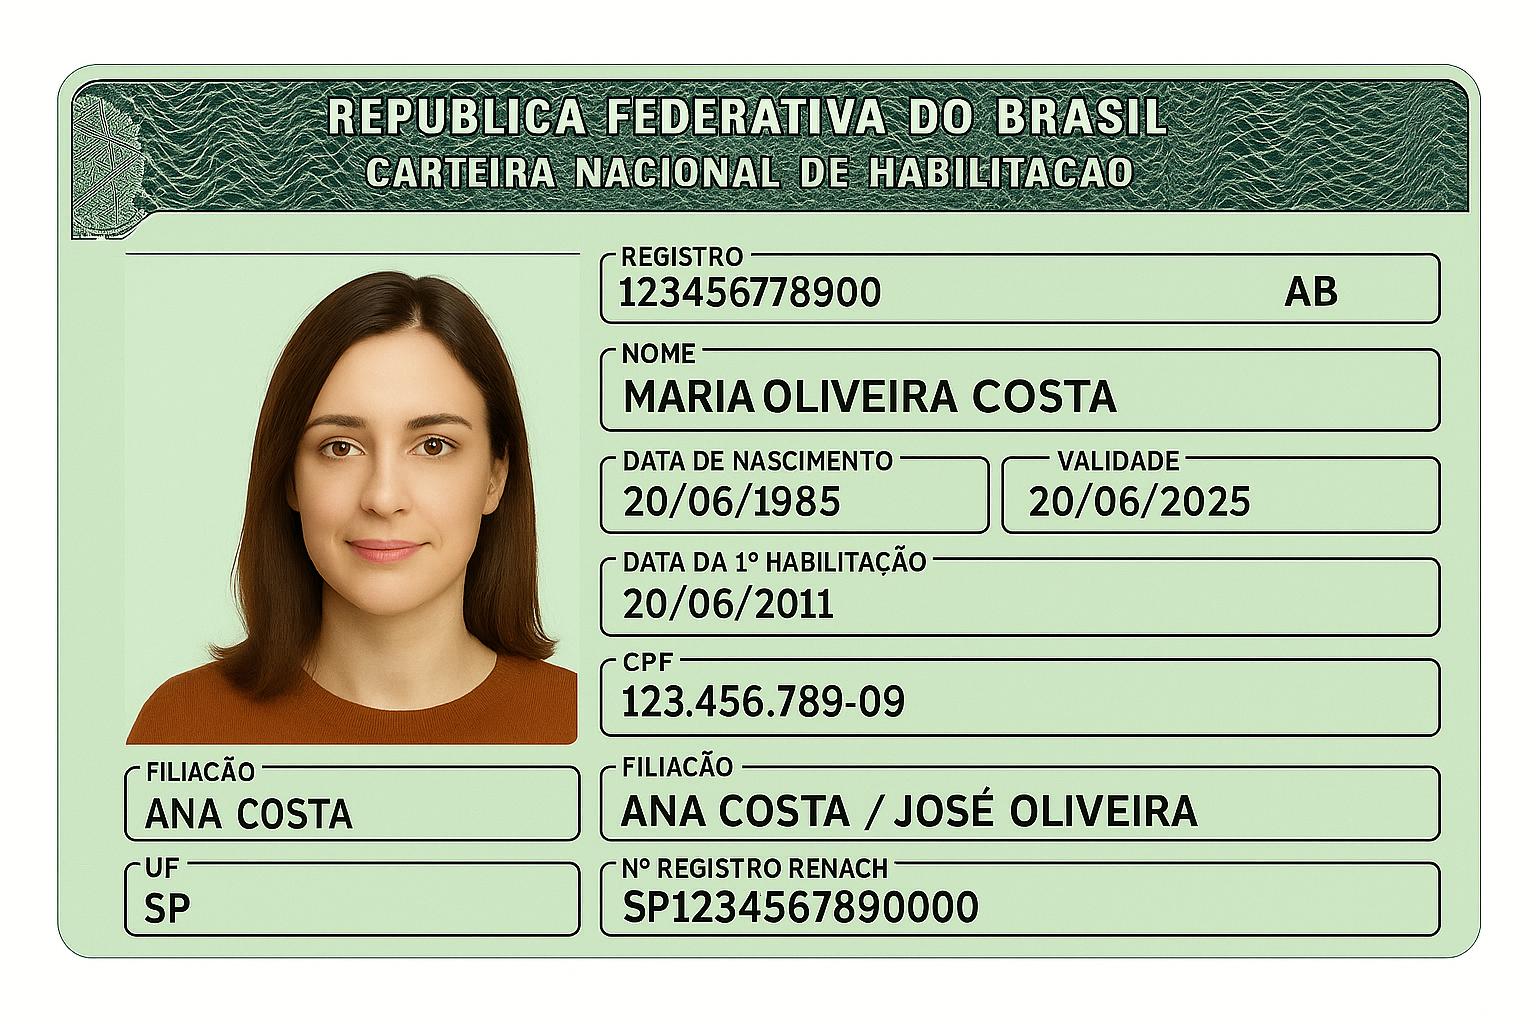 REPUBLICA FEDERATIVA DO BRASIL
CARTEIRA NACIONAL DE HABILITACAO
REGISTRO
123456778900 AB
NOME
MARIA OLIVEIRA COSTA
DATA DE NASCIMENTO VALIDADE
20/06/1985 20/06/2025
DATA DA 1º HABILITAÇÃO
20/06/2011
CPF
123.456.789-09
FILIACÃO
ANA COSTA
FILIACÃO
ANA COSTA / JOSÉ OLIVEIRA
UF
SP
Nº REGISTRO RENACH
SP1234567890000